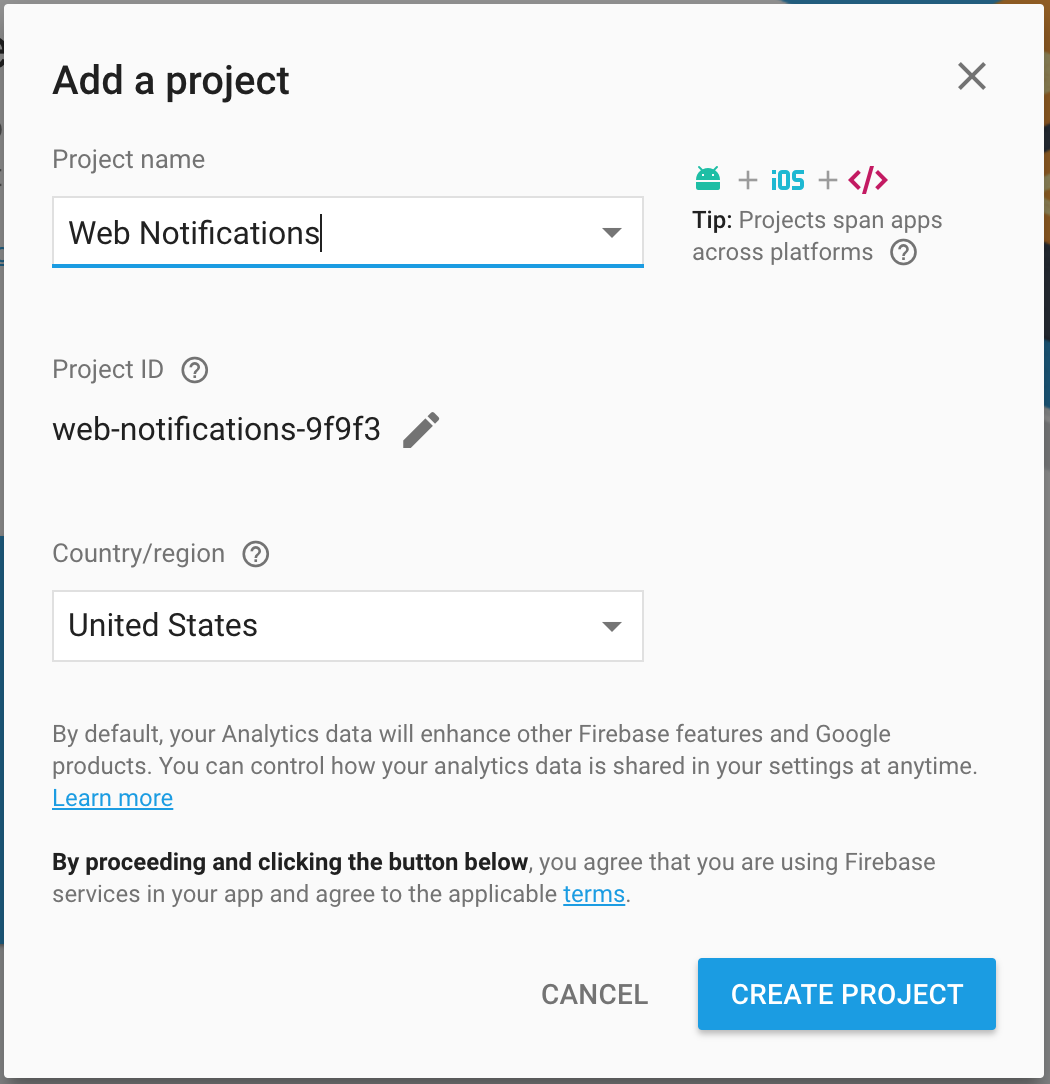 Add a project
Project name
Web Notifications
iOS
Tip: Projects span apps
across platforms
Project ID
web-notifications-9f9f3
Country/region
United States
By default, your Analytics data will enhance other Firebase features and Google
products. You can control how your analytics data is shared in your settings at anytime.
Learn more
By proceeding and clicking the button below, you agree that you are using Firebase
services in your app and agree to the applicable terms.
CANCEL
CREATE PROJECT